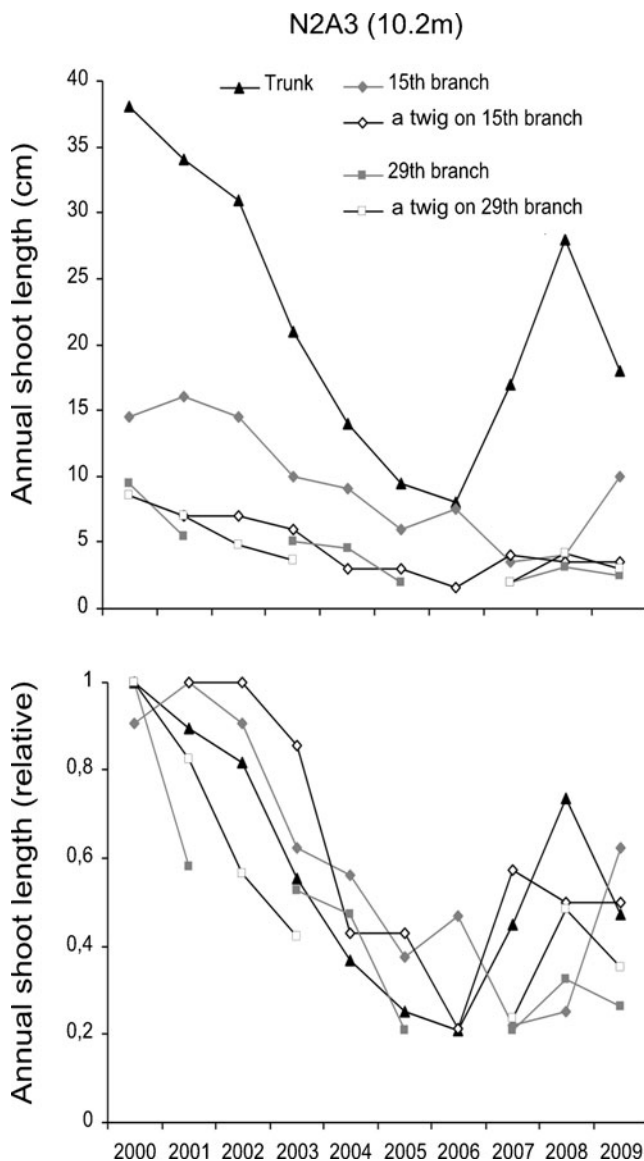 N2A3 (10.2m)
Annual shoot length (cm)
40
35
30
25
20
15
10
5
0
Trunk
15th branch
a twig on 15th branch
29th branch
a twig on 29th branch
Annual shoot length (relative)
1
0,8
0,6
0,4
0,2
0
2000 2001 2002 2003 2004 2005 2006 2007 2008 2009